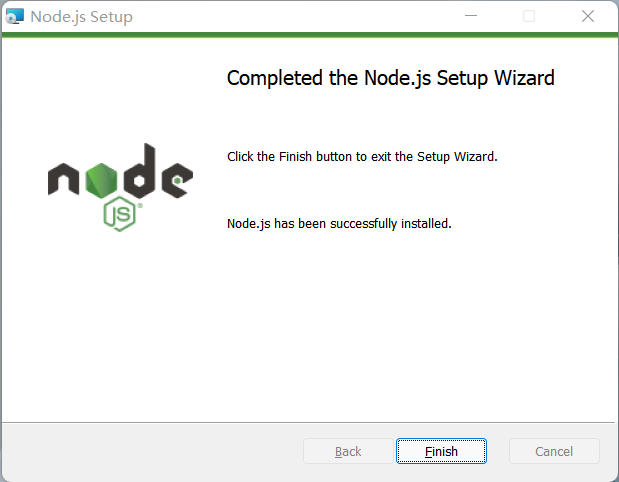 Node.js Setup
Completed the Node.js Setup Wizard
Click the Finish button to exit the Setup Wizard.
node
JS
®
Node.js has been successfully installed.
Back
Finish
Cancel